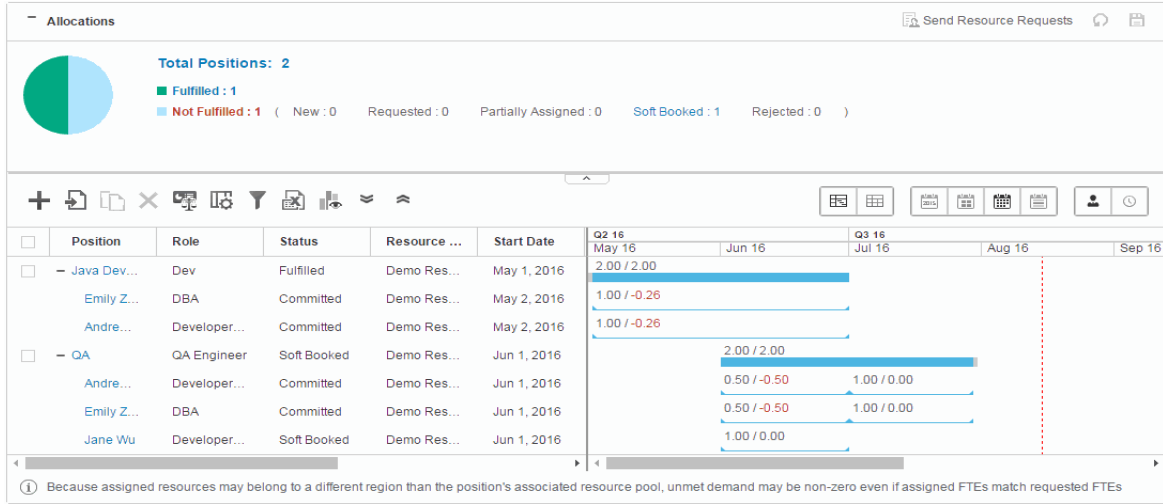 Allocations Send Resource Requests
Total Positions: 2
Fulfilled : 1
Not Fulfilled : 1 ( New : 0 Requested : 0 Partially Assigned : 0 Soft Booked : 1 Rejected : 0 )
Position Role Status Resource ... Start Date Q2 16 Q3 16
May 16 Jun 16 Jul 16 Aug 16 Sep 16
Java Dev... Dev Fulfilled Demo Res... May 1, 2016 2.00 / 2.00
Emily Z... DBA Committed Demo Res... May 2, 2016 1.00 / -0.26
Andre... Developer... Committed Demo Res... May 2, 2016 1.00 / -0.26
QA QA Engineer Soft Booked Demo Res... Jun 1, 2016 2.00 / 2.00
Andre... Developer... Committed Demo Res... Jun 1, 2016 0.50 / -0.50 1.00 / 0.00
Emily Z... DBA Committed Demo Res... Jun 1, 2016 0.50 / -0.50 1.00 / 0.00
Jane Wu Developer... Soft Booked Demo Res... Jun 1, 2016 1.00 / 0.00
Because assigned resources may belong to a different region than the position's associated resource pool, unmet demand may be non-zero even if assigned FTEs match requested FTEs